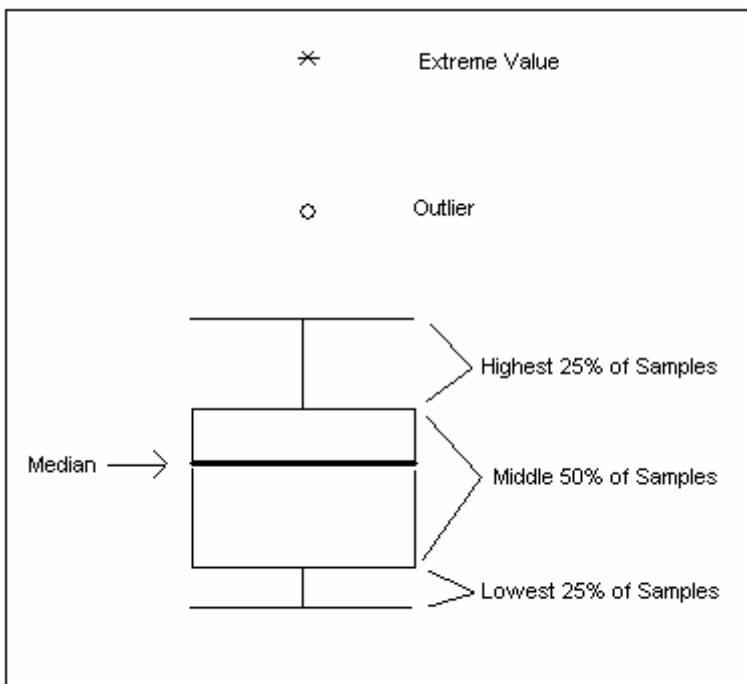 Extreme Value
Outlier
Highest 25% of Samples
Median
Middle 50% of Samples
Lowest 25% of Samples